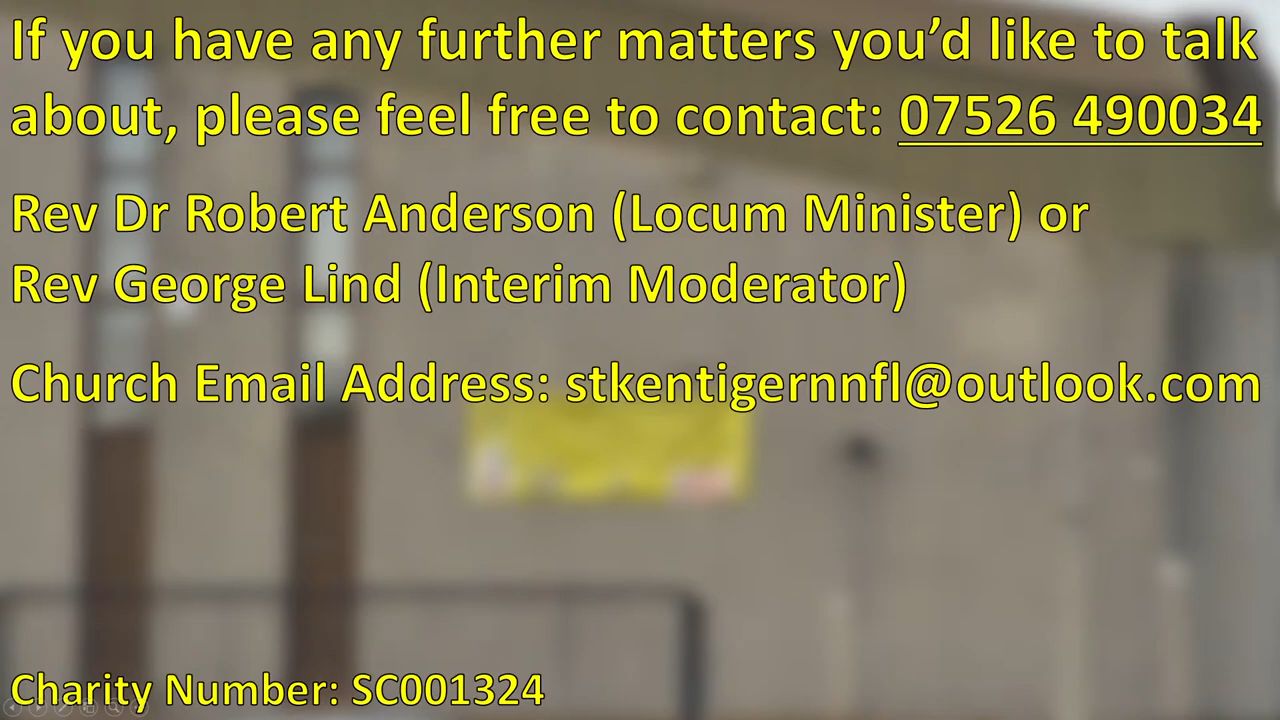 If you have any further matters you’d like to talk
about, please feel free to contact: 07526 490034
Rev Dr Robert Anderson (Locum Minister) or
Rev George Lind (Interim Moderator)
Church Email Address: stkentigernnfl@outlook.com
Charity Number: SC001324